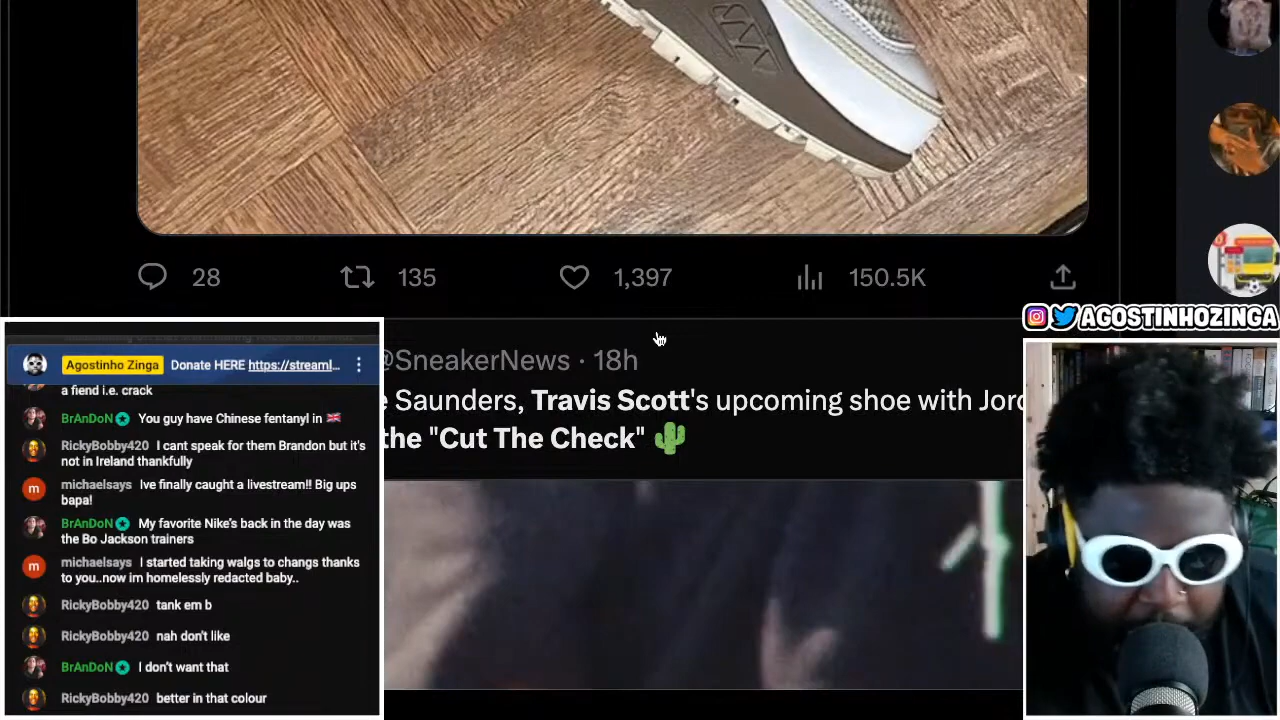 28 135 1,397 150.5K
AGOSTINHOZINGA
@SneakerNews · 18h
Saunders, Travis Scott's upcoming shoe with
the "Cut The Check" 🌵
Agostinho Zinga Donate HERE https://streaml...
a fiend i.e. crack
BrAnDoN You guy have Chinese fentanyl in 🇬🇧
RickyBobby420 I cant speak for them Brandon but it's
not in Ireland thankfully
m michaelsays Ive finally caught a livestream!! Big ups
bapa!
BrAnDoN My favorite Nike's back in the day was
the Bo Jackson trainers
m michaelsays I started taking walgs to changs thanks
to you..now im homelessly redacted baby..
RickyBobby420 tank em b
RickyBobby420 nah don't like
BrAnDoN I don't want that
RickyBobby420 better in that colour